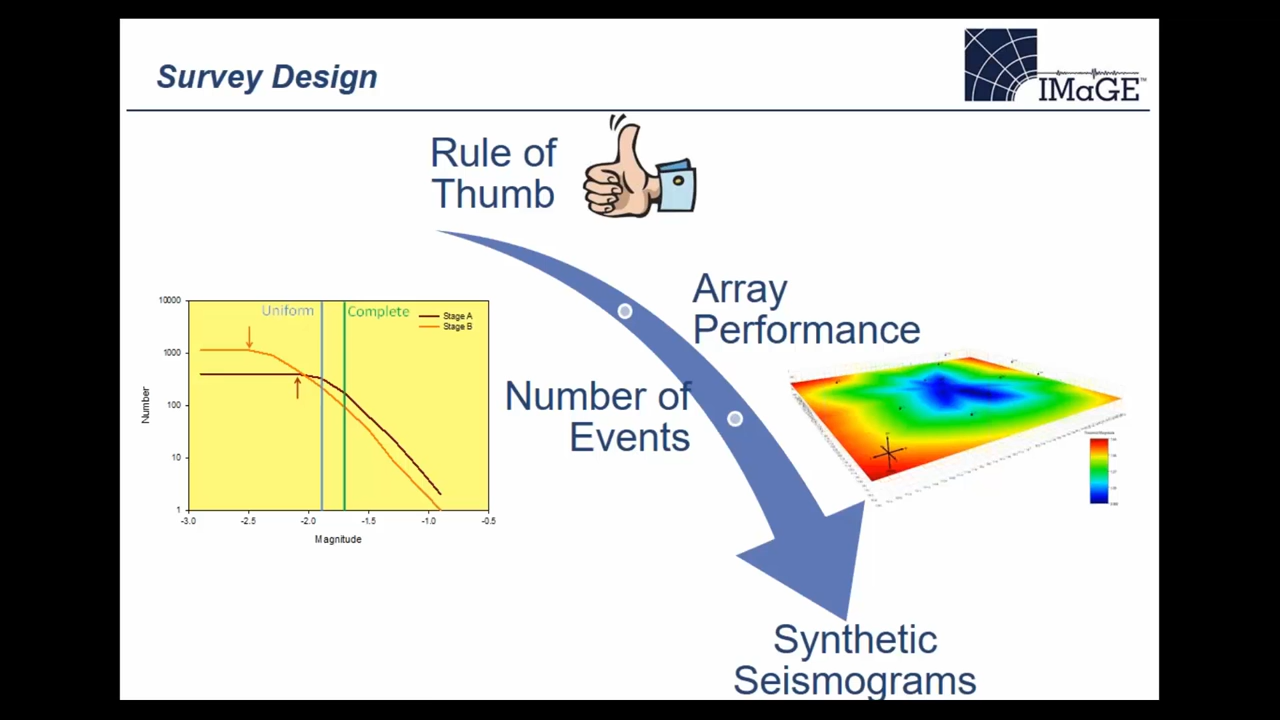 Survey Design
IMaGE™
Rule of
Thumb
Array
Performance
Number of
Events
Synthetic
Seismograms
Uniform
Complete
Stage A
Stage B
10000
1000
100
10
1
Number
-3.0
-2.5
-2.0
-1.5
-1.0
-0.5
Magnitude